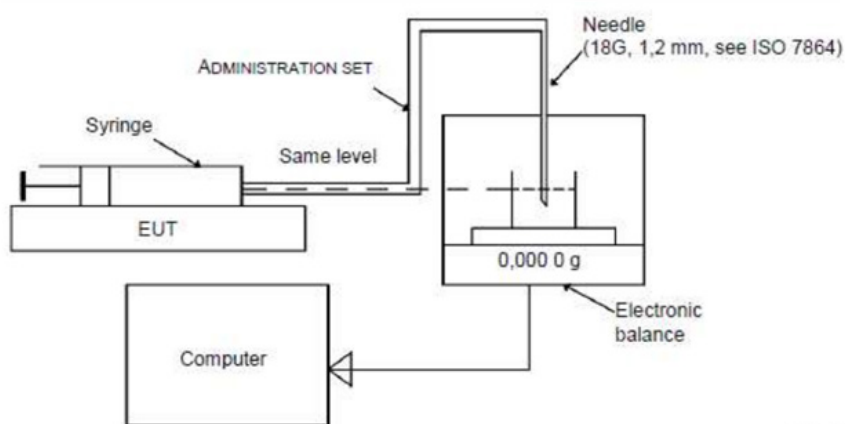 Needle
(18G, 1,2 mm, see ISO 7864)
ADMINISTRATION SET
Syringe
Same level
EUT
0,000 0 g
Electronic
balance
Computer